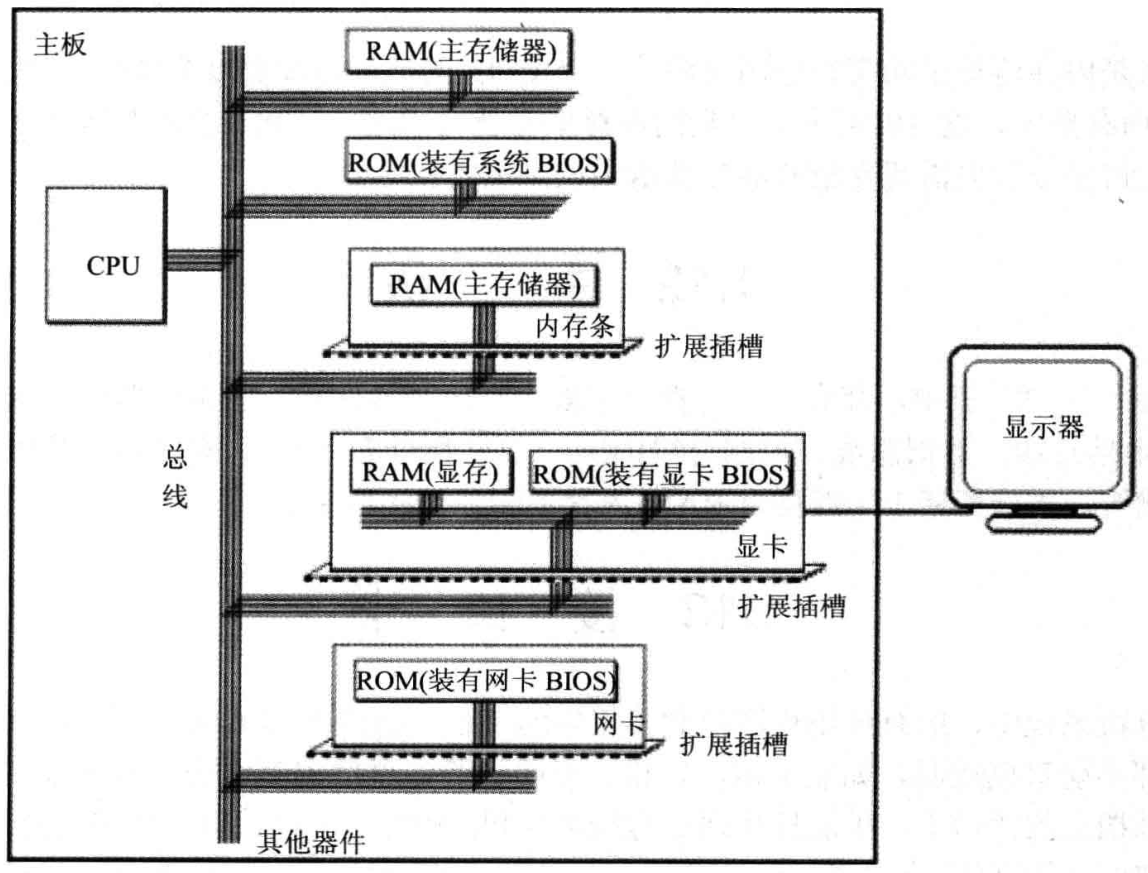 主板
RAM(主存储器)
ROM(装有系统 BIOS)
CPU
RAM(主存储器)
内存条
扩展插槽
总线
显示器
RAM(显存)
ROM(装有显卡 BIOS)
显卡
扩展插槽
ROM(装有网卡 BIOS)
网卡
扩展插槽
其他器件